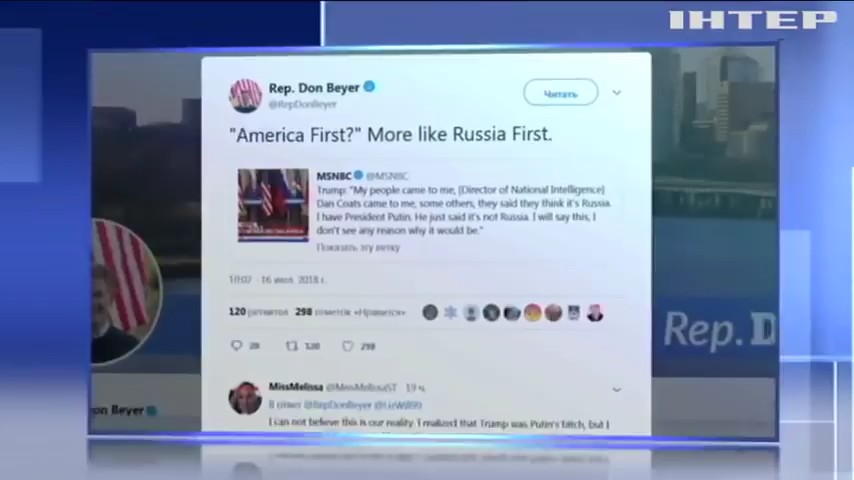 ІНТЕР
Rep. Don Beyer
@RepDonBeyer
Читать
"America First?" More like Russia First.
MSNBC @MSNBC
Trump: "My people came to me, [Director of National Intelligence]
Dan Coats came to me, some others, they said they think it's Russia.
I have President Putin. He just said it's not Russia. I will say this, I
don't see any reason why it would be."
Показать эту ветку
10:07 - 16 июл. 2018 г.
120 ретвитов 298 отметок «Нравится»
28 120 298
Rep. D
MissMelissa 19 ч.
В ответ @RepDonBeyer
on Beyer
I can not believe this is our reality. I realized that Trump was Putin's bitch, but I